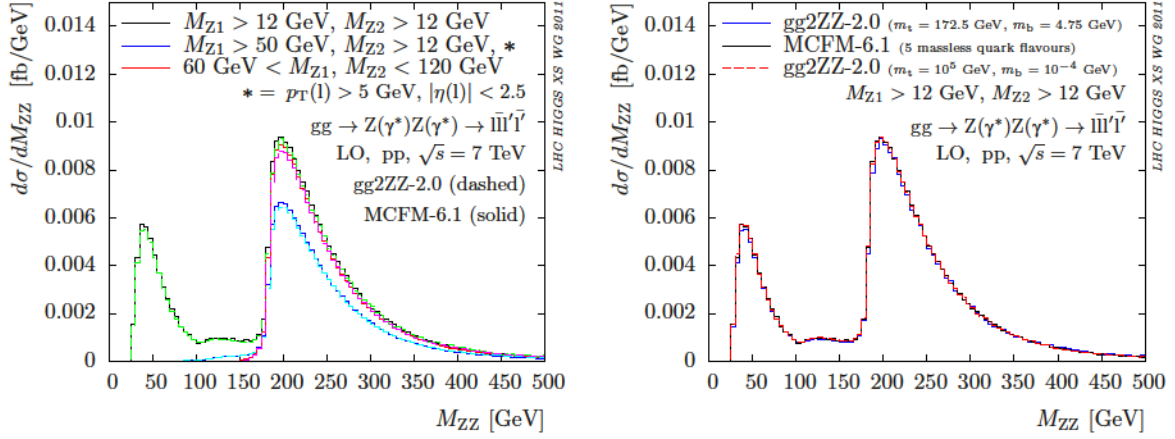 0.014
0.012
0.01
0.008
0.006
0.004
0.002
0
dσ/dM_ZZ [fb/GeV]
M_Z1 > 12 GeV, M_Z2 > 12 GeV
M_Z1 > 50 GeV, M_Z2 > 12 GeV, *
60 GeV < M_Z1, M_Z2 < 120 GeV
* = p_T(l) > 5 GeV, |η(l)| < 2.5
gg → Z(γ*)Z(γ*) → l̄ll̄′l′
LO, pp, √s = 7 TeV
gg2ZZ-2.0 (dashed)
MCFM-6.1 (solid)
LHC HIGGS XS WG 2011
0 50 100 150 200 250 300 350 400 450 500
M_ZZ [GeV]
0.014
0.012
0.01
0.008
0.006
0.004
0.002
0
dσ/dM_ZZ [fb/GeV]
gg2ZZ-2.0 (m_t = 172.5 GeV, m_b = 4.75 GeV)
MCFM-6.1 (5 massless quark flavours)
gg2ZZ-2.0 (m_t = 10⁵ GeV, m_b = 10⁻⁴ GeV)
M_Z1 > 12 GeV, M_Z2 > 12 GeV
gg → Z(γ*)Z(γ*) → l̄ll̄′l′
LO, pp, √s = 7 TeV
LHC HIGGS XS WG 2011
0 50 100 150 200 250 300 350 400 450 500
M_ZZ [GeV]